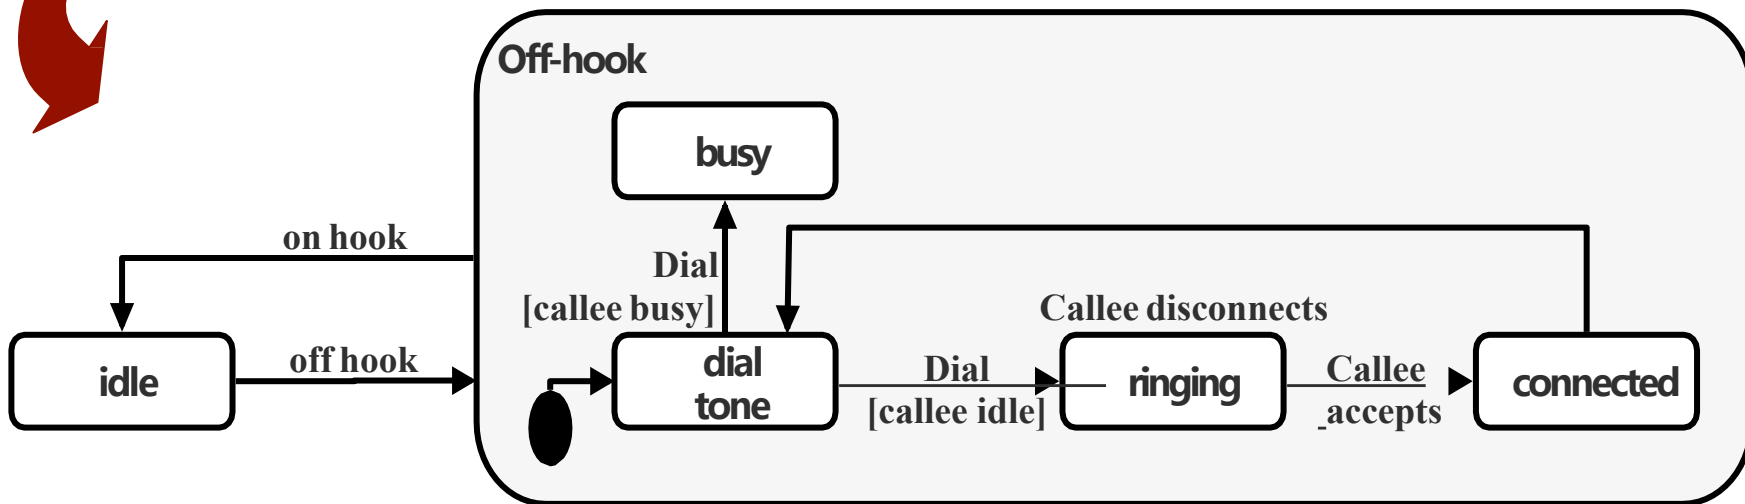 Off-hook
busy
on hook
Dial
[callee busy]
Callee disconnects
idle
off hook
dial
tone
Dial
[callee idle]
ringing
Callee
accepts
connected